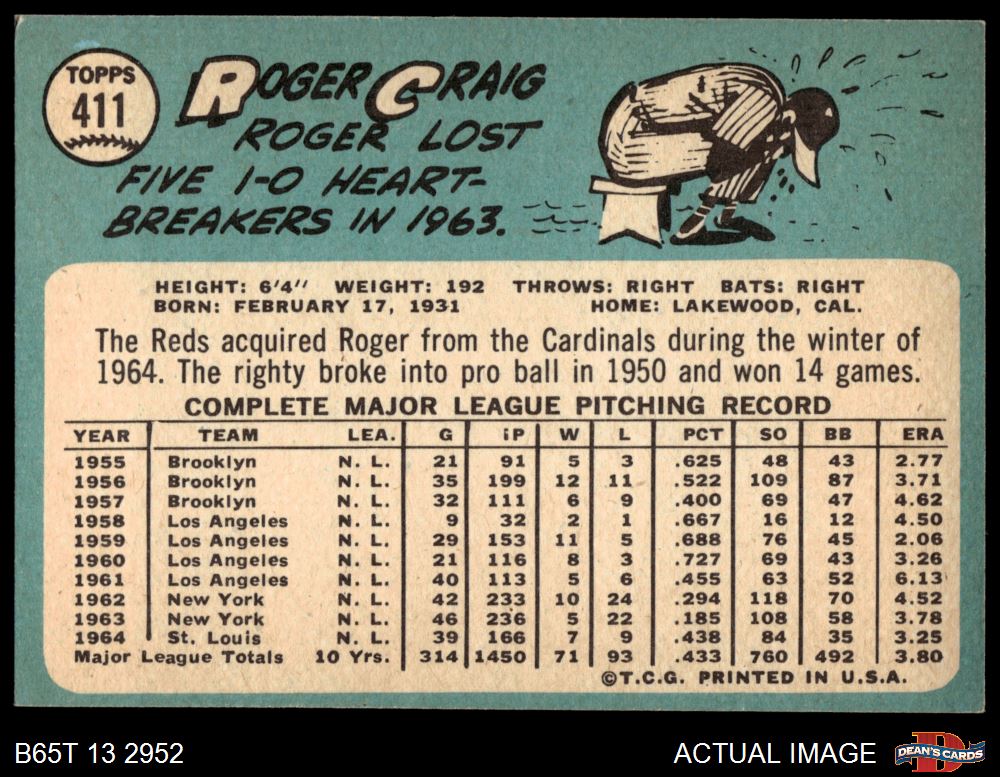 TOPPS
411
ROGER CRAIG
ROGER LOST
FIVE 1-0 HEART-
BREAKERS IN 1963.
HEIGHT: 6'4" WEIGHT: 192 THROWS: RIGHT BATS: RIGHT
BORN: FEBRUARY 17, 1931 HOME: LAKEWOOD, CAL.
The Reds acquired Roger from the Cardinals during the winter of
1964. The righty broke into pro ball in 1950 and won 14 games.
COMPLETE MAJOR LEAGUE PITCHING RECORD
YEAR TEAM LEA. G IP W L PCT SO BB ERA
1955 Brooklyn N. L. 21 91 5 3 .625 48 43 2.77
1956 Brooklyn N. L. 35 199 12 11 .522 109 87 3.71
1957 Brooklyn N. L. 32 111 6 9 .400 69 47 4.62
1958 Los Angeles N. L. 9 32 2 1 .667 16 12 4.50
1959 Los Angeles N. L. 29 153 11 5 .688 76 45 2.06
1960 Los Angeles N. L. 21 116 8 3 .727 69 43 3.26
1961 Los Angeles N. L. 40 113 5 6 .455 63 52 6.13
1962 New York N. L. 42 233 10 24 .294 118 70 4.52
1963 New York N. L. 46 236 5 22 .185 108 58 3.78
1964 St. Louis N. L. 39 166 7 9 .438 84 35 3.25
Major League Totals 10 Yrs. 314 1450 71 93 .433 760 492 3.80
©T.C.G. PRINTED IN U.S.A.
B65T 13 2952
ACTUAL IMAGE
DEAN'S CARDS